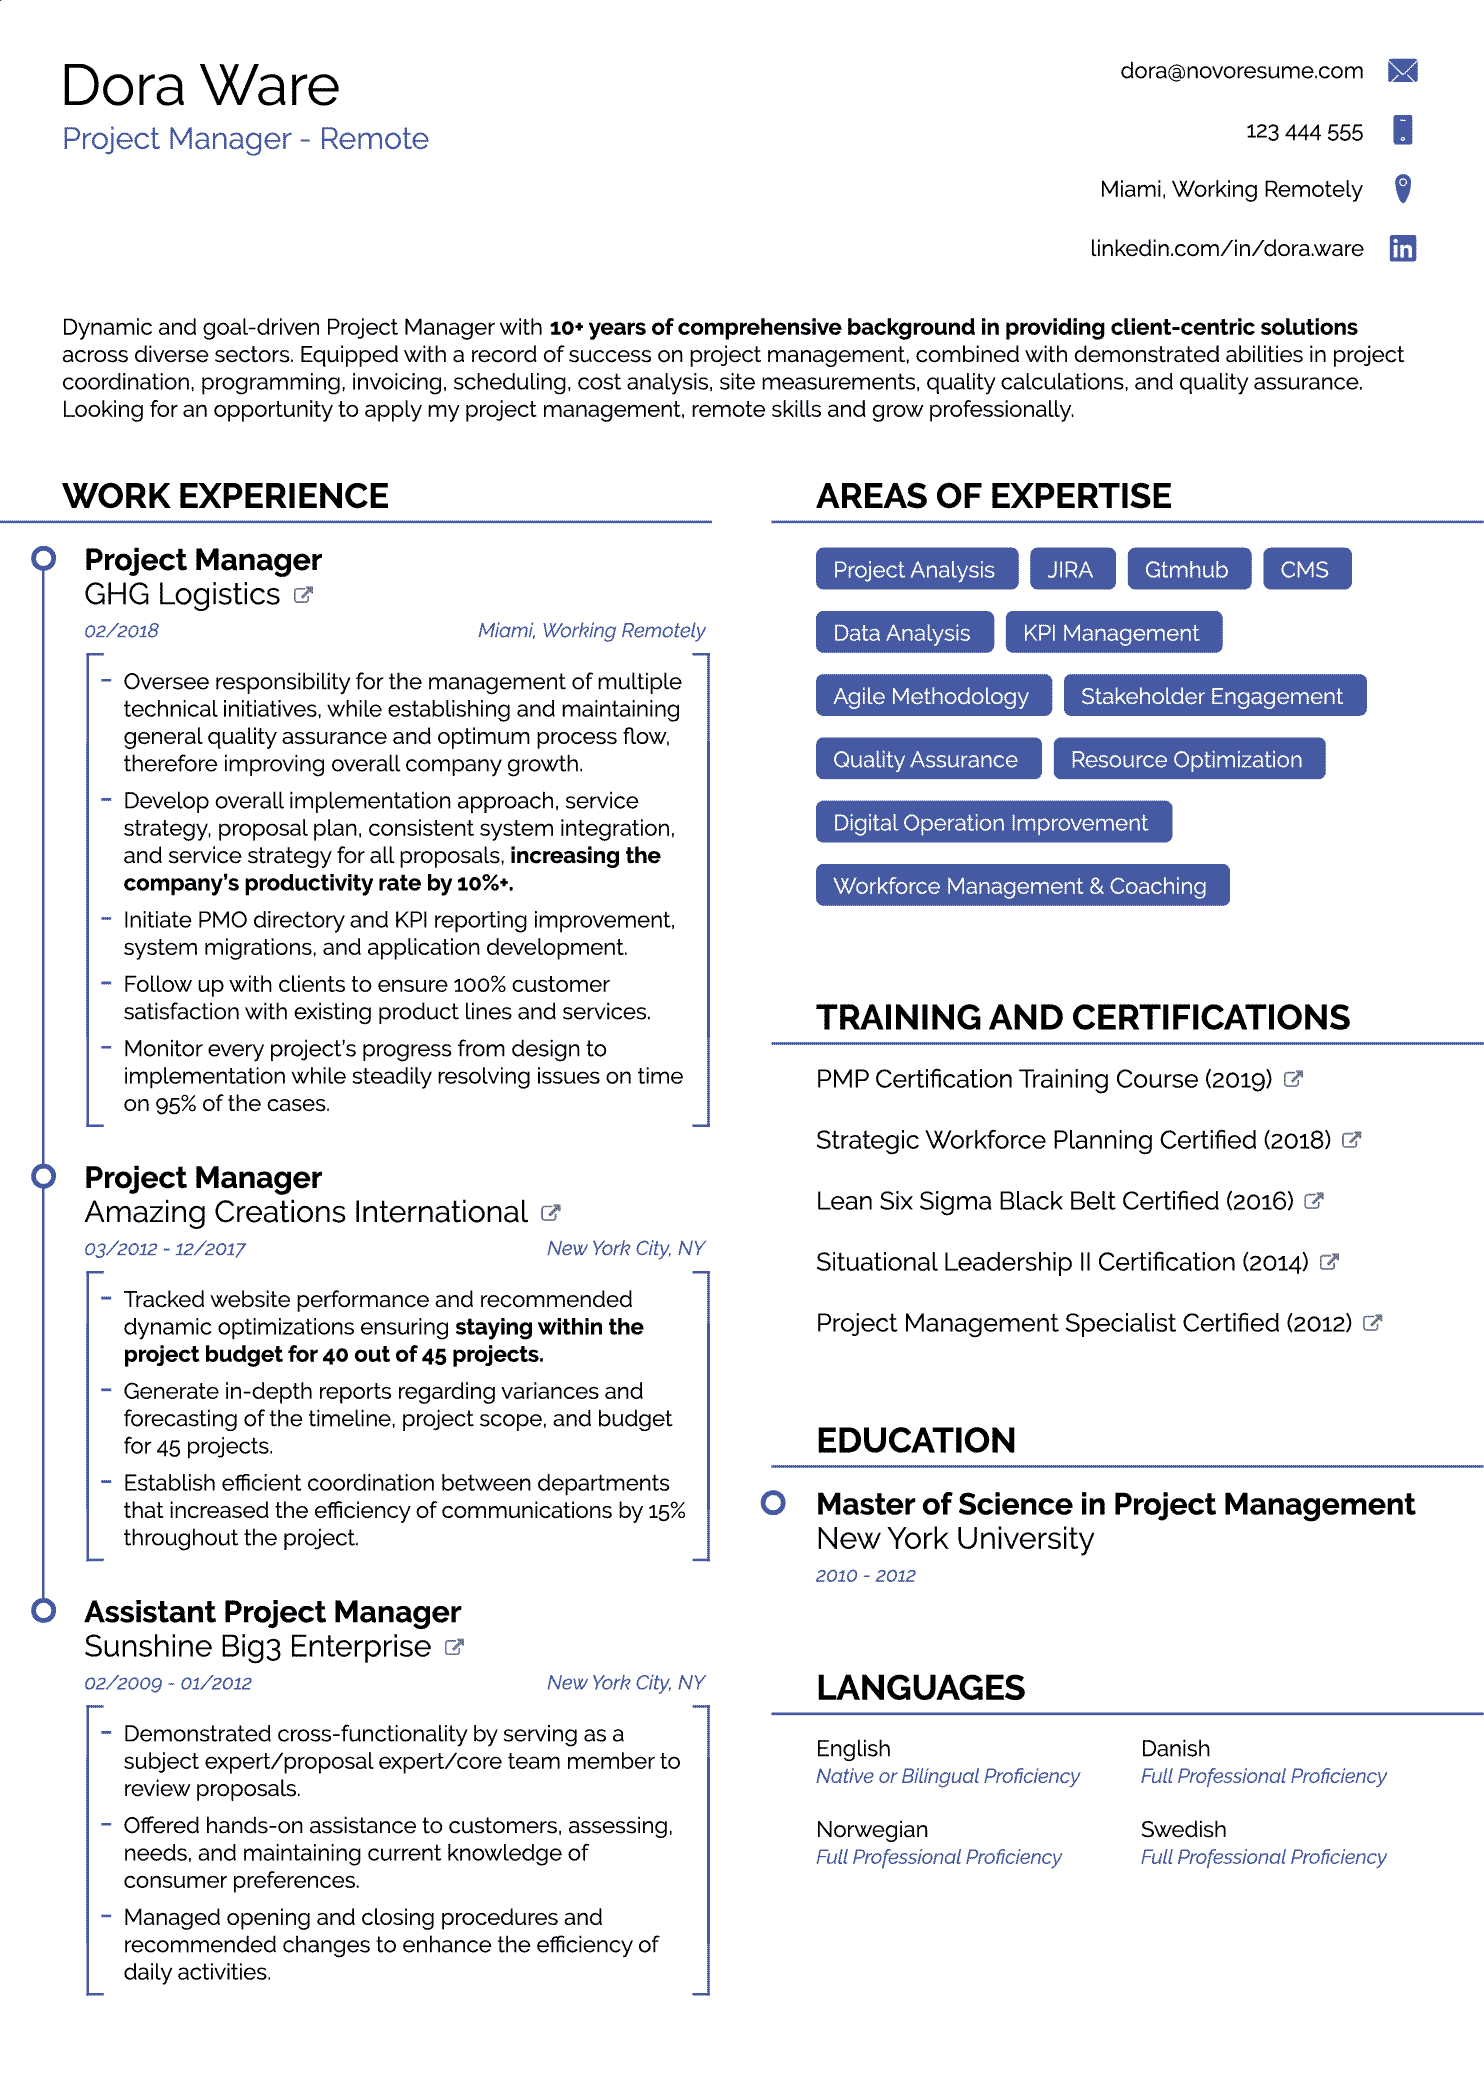 Dora Ware
Project Manager - Remote
dora@novoresume.com
123 444 555
Miami, Working Remotely
linkedin.com/in/dora.ware
in
Dynamic and goal-driven Project Manager with 10+ years of comprehensive background in providing client-centric solutions
across diverse sectors. Equipped with a record of success on project management, combined with demonstrated abilities in project
coordination, programming, invoicing, scheduling, cost analysis, site measurements, quality calculations, and quality assurance.
Looking for an opportunity to apply my project management, remote skills and grow professionally.
WORK EXPERIENCE
Project Manager
GHG Logistics
02/2018 Miami, Working Remotely
- Oversee responsibility for the management of multiple
technical initiatives, while establishing and maintaining
general quality assurance and optimum process flow,
therefore improving overall company growth.
- Develop overall implementation approach, service
strategy, proposal plan, consistent system integration,
and service strategy for all proposals, increasing the
company's productivity rate by 10%+.
- Initiate PMO directory and KPI reporting improvement,
system migrations, and application development.
- Follow up with clients to ensure 100% customer
satisfaction with existing product lines and services.
- Monitor every project's progress from design to
implementation while steadily resolving issues on time
on 95% of the cases.
Project Manager
Amazing Creations International
03/2012 - 12/2017 New York City, NY
- Tracked website performance and recommended
dynamic optimizations ensuring staying within the
project budget for 40 out of 45 projects.
- Generate in-depth reports regarding variances and
forecasting of the timeline, project scope, and budget
for 45 projects.
- Establish efficient coordination between departments
that increased the efficiency of communications by 15%
throughout the project.
Assistant Project Manager
Sunshine Big3 Enterprise
02/2009 - 01/2012 New York City, NY
- Demonstrated cross-functionality by serving as a
subject expert/proposal expert/core team member to
review proposals.
- Offered hands-on assistance to customers, assessing,
needs, and maintaining current knowledge of
consumer preferences.
- Managed opening and closing procedures and
recommended changes to enhance the efficiency of
daily activities.
AREAS OF EXPERTISE
Project Analysis JIRA Gtmhub CMS
Data Analysis KPI Management
Agile Methodology Stakeholder Engagement
Quality Assurance Resource Optimization
Digital Operation Improvement
Workforce Management & Coaching
TRAINING AND CERTIFICATIONS
PMP Certification Training Course (2019)
Strategic Workforce Planning Certified (2018)
Lean Six Sigma Black Belt Certified (2016)
Situational Leadership II Certification (2014)
Project Management Specialist Certified (2012)
EDUCATION
Master of Science in Project Management
New York University
2010 - 2012
LANGUAGES
English Danish
Native or Bilingual Proficiency Full Professional Proficiency
Norwegian Swedish
Full Professional Proficiency Full Professional Proficiency